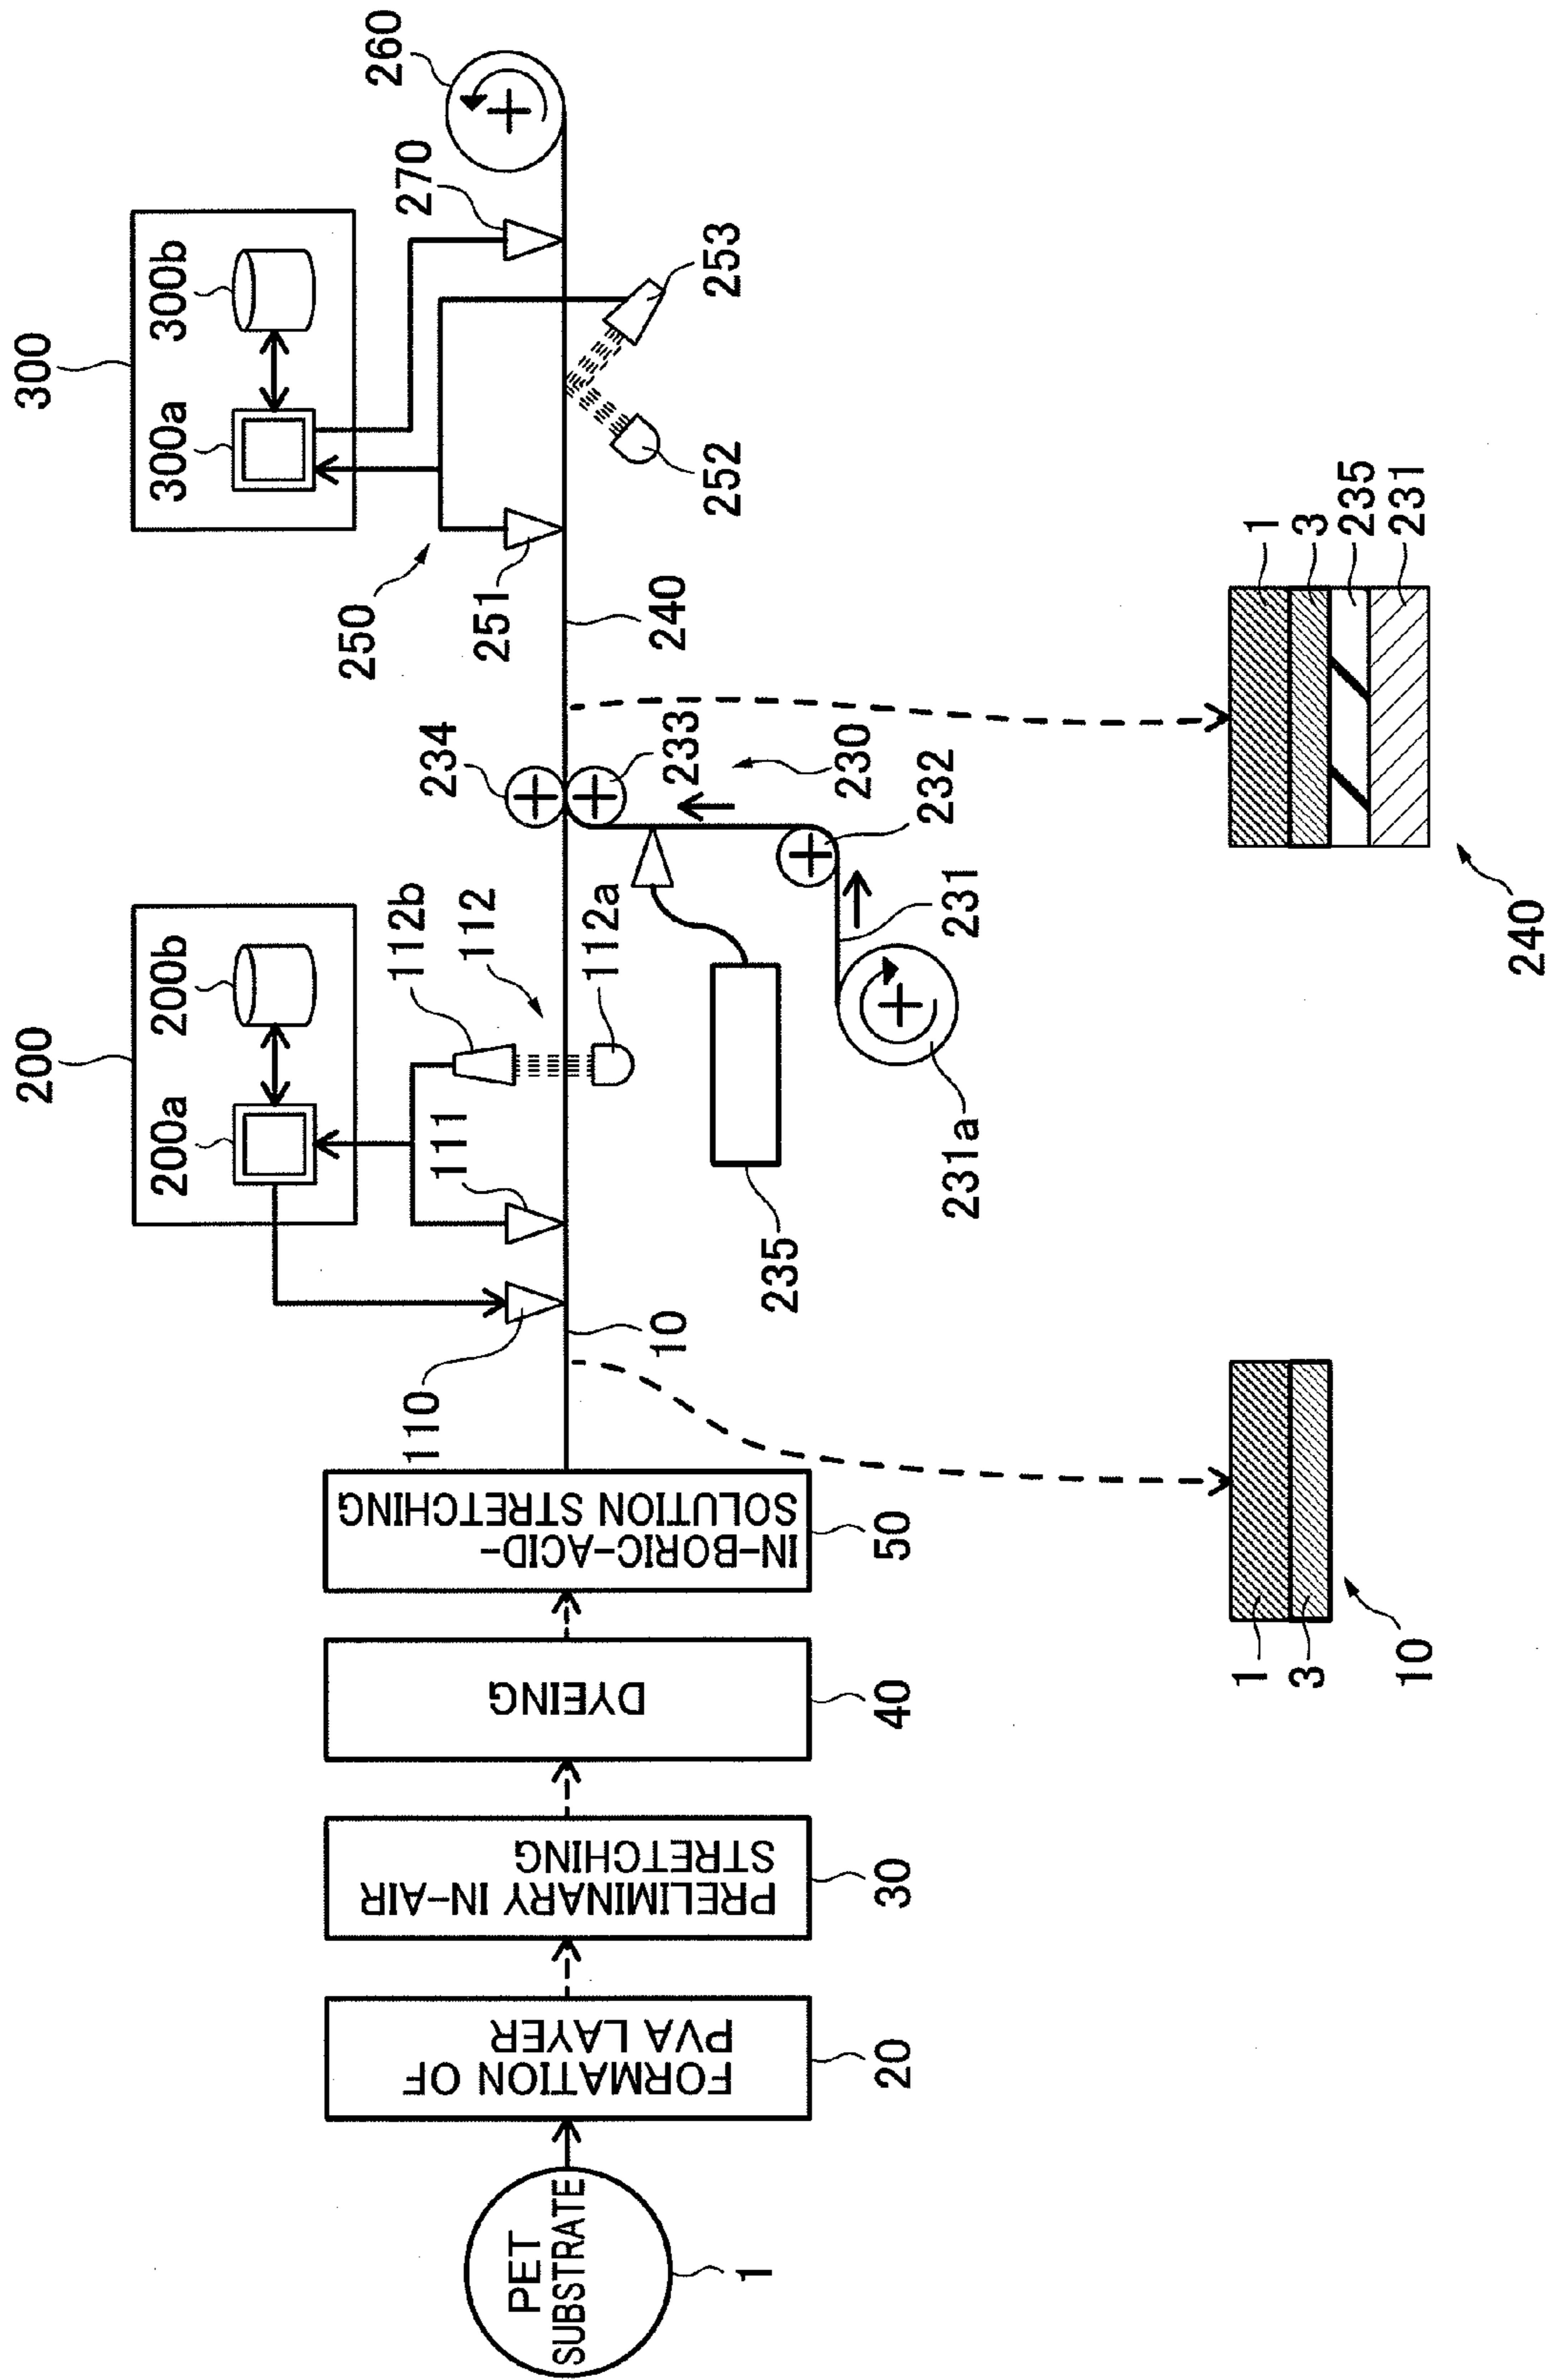 300
300a
300b
260
270
253
252
250
251
240
200
200a
200b
112b
112
111
110
10
112a
234
233
230
232
231
231a
235
PET
SUBSTRATE
1
FORMATION OF
PVA LAYER
20
PRELIMINARY IN-AIR
STRETCHING
30
DYEING
40
IN-BORIC-ACID-
SOLUTION STRETCHING
50
1
3
10
1
3
235
231
240